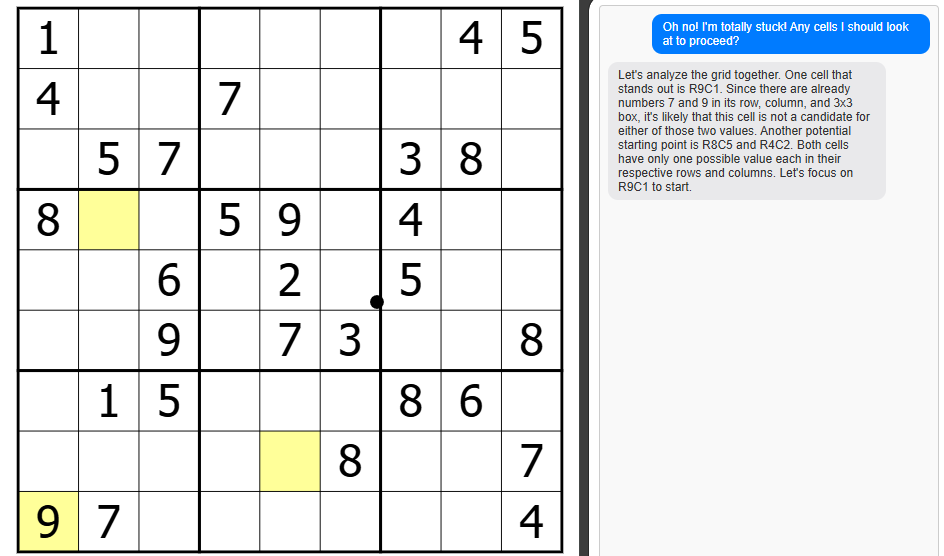 1 4 5
4 7
5 7 3 8
8 5 9 4
6 2 5
9 7 3 8
1 5 8 6
8 7
9 7 4
Oh no! I'm totally stuck! Any cells I should look
at to proceed?
Let's analyze the grid together. One cell that
stands out is R9C1. Since there are already
numbers 7 and 9 in its row, column, and 3x3
box, it's likely that this cell is not a candidate for
either of those two values. Another potential
starting point is R8C5 and R4C2. Both cells
have only one possible value each in their
respective rows and columns. Let's focus on
R9C1 to start.